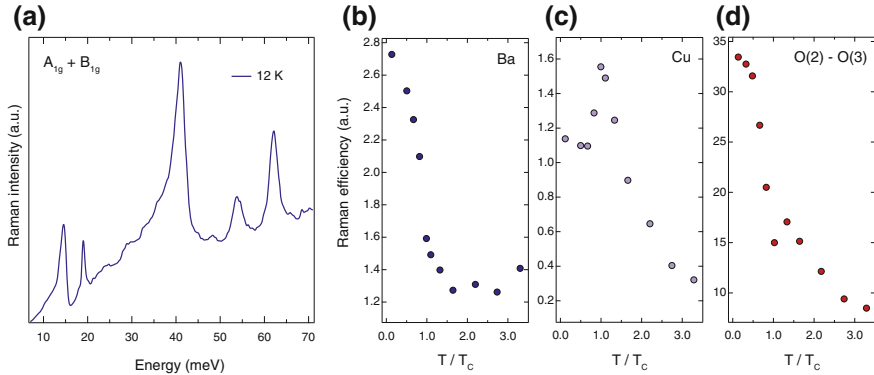 (a)
A1g + B1g
12 K
Raman intensity (a.u.)
10 20 30 40 50 60 70
Energy (meV)
(b)
Ba
Raman efficiency (a.u.)
2.8
2.6
2.4
2.2
2.0
1.8
1.6
1.4
1.2
0.0 1.0 2.0 3.0
T / TC
(c)
Cu
1.6
1.4
1.2
1.0
0.8
0.6
0.4
0.2
0.0 1.0 2.0 3.0
T / TC
(d)
O(2) - O(3)
35
30
25
20
15
10
0.0 1.0 2.0 3.0
T / TC